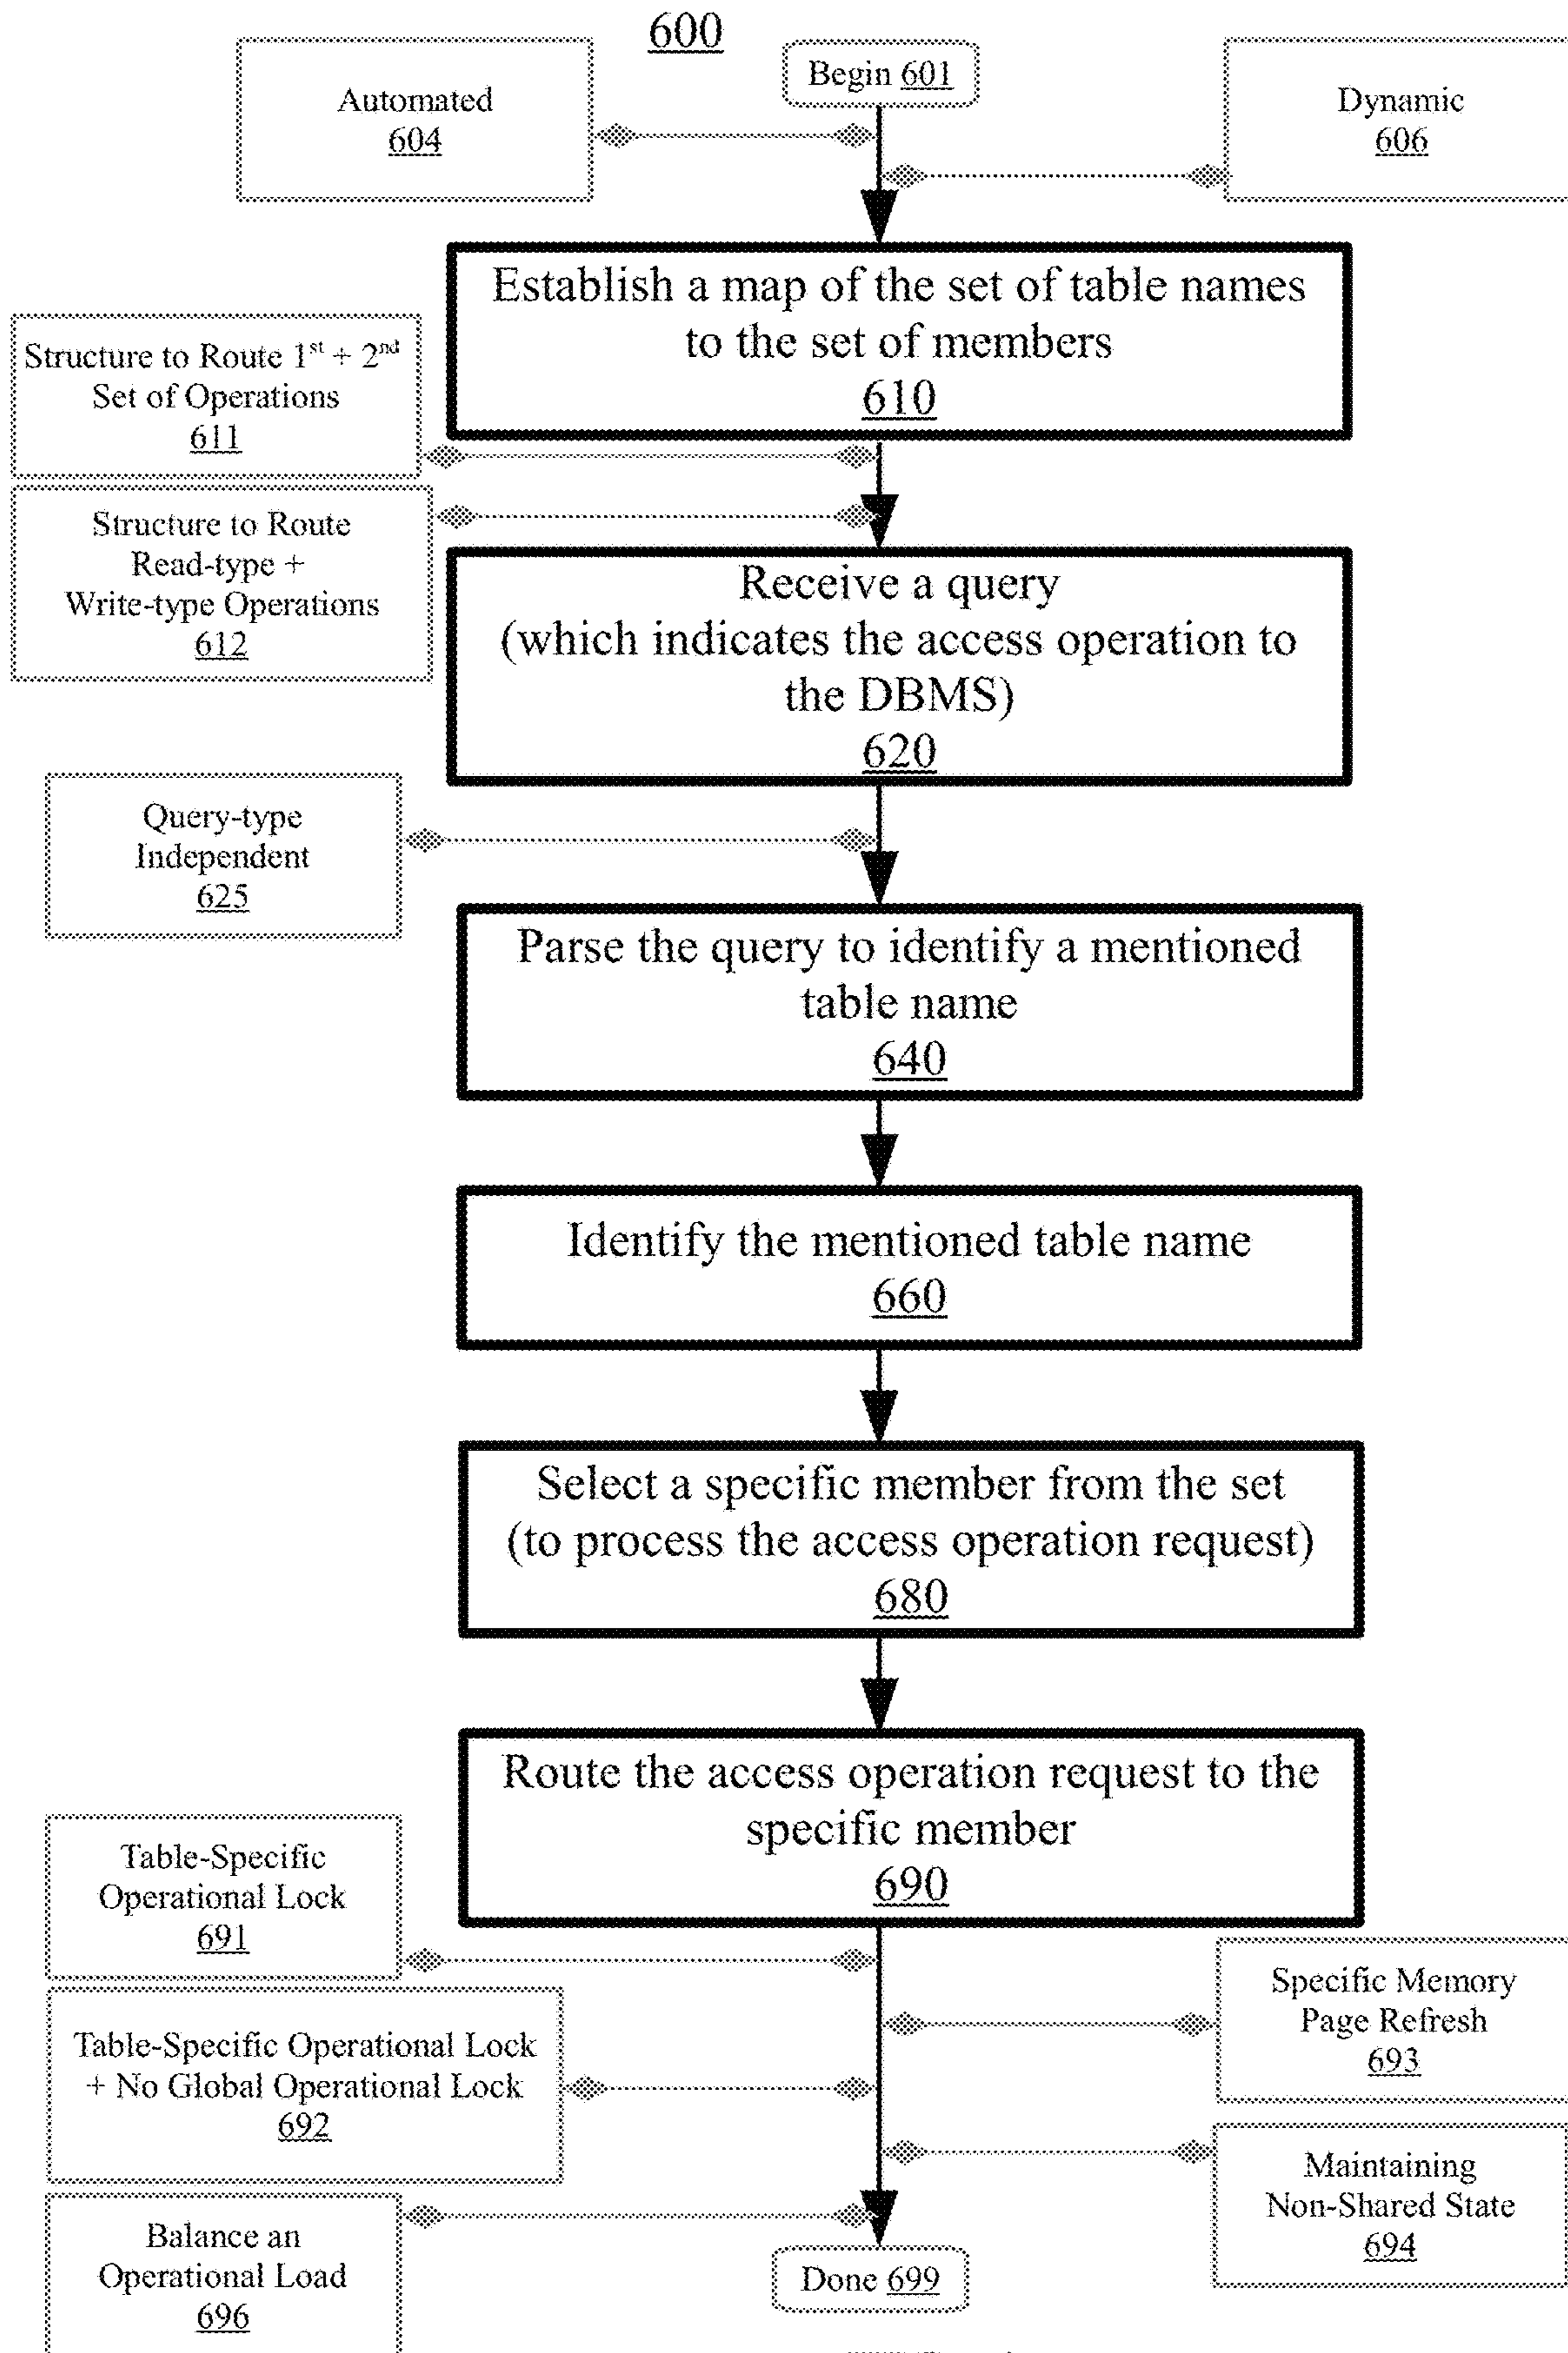 600
Begin 601
Automated
604
Dynamic
606
Establish a map of the set of table names
to the set of members
610
Structure to Route 1st + 2nd
Set of Operations
611
Structure to Route
Read-type +
Write-type Operations
612
Receive a query
(which indicates the access operation to
the DBMS)
620
Query-type
Independent
625
Parse the query to identify a mentioned
table name
640
Identify the mentioned table name
660
Select a specific member from the set
(to process the access operation request)
680
Route the access operation request to the
specific member
690
Table-Specific
Operational Lock
691
Specific Memory
Page Refresh
693
Table-Specific Operational Lock
+ No Global Operational Lock
692
Maintaining
Non-Shared State
694
Balance an
Operational Load
696
Done 699